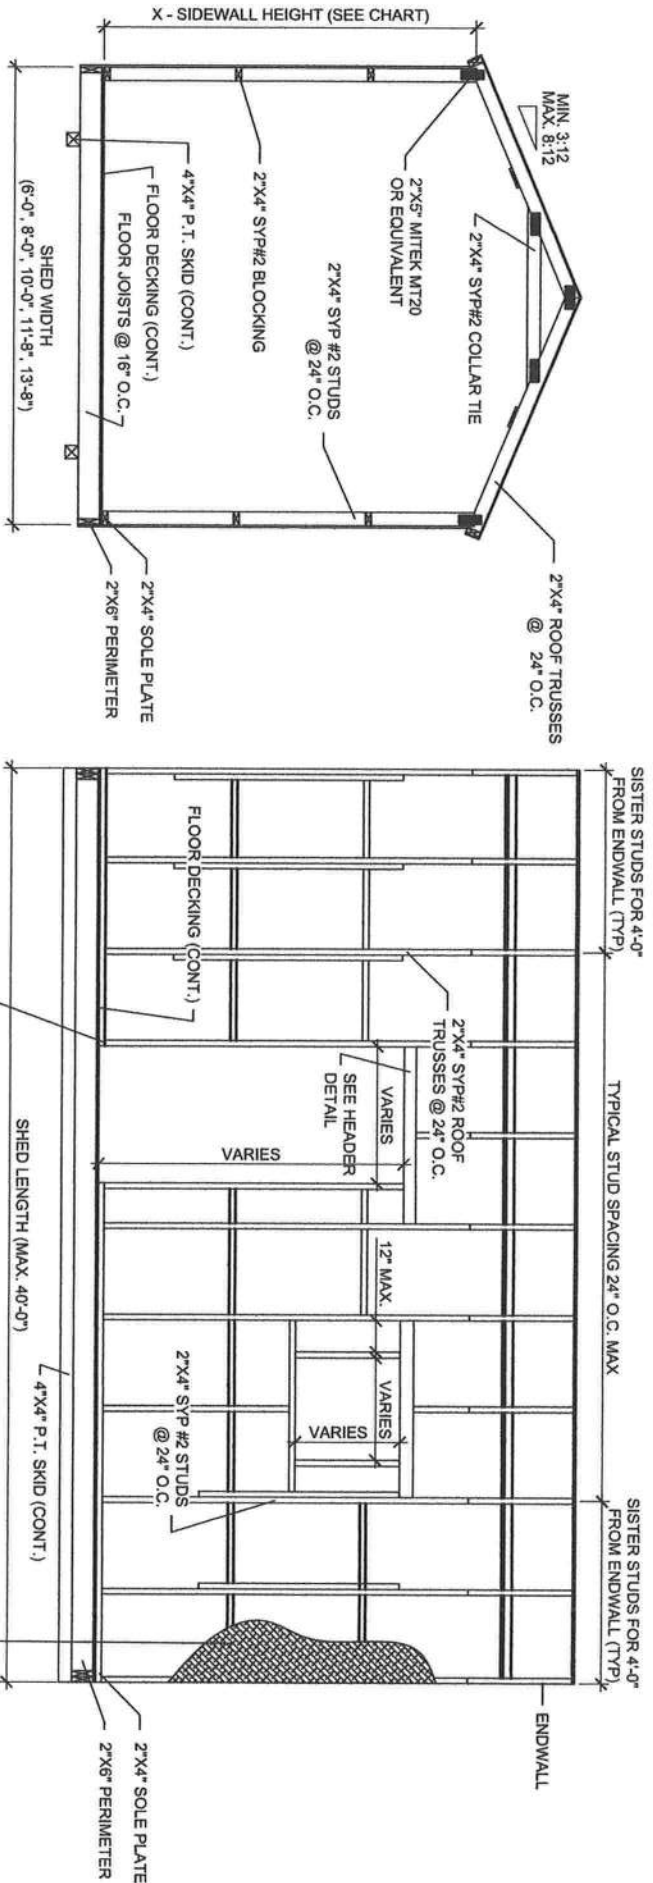 X - SIDEWALL HEIGHT (SEE CHART)
MIN. 3:12
MAX. 8:12
2"X5" MITEK MT20
OR EQUIVALENT
2"X4" SYP#2 COLLAR TIE
2"X4" ROOF TRUSSES
@ 24" O.C.
2"X4" SYP#2 BLOCKING
2"X4" SYP #2 STUDS
@ 24" O.C.
4"X4" P.T. SKID (CONT.)
FLOOR DECKING (CONT.)
FLOOR JOISTS @ 16" O.C.
2"X4" SOLE PLATE
2"X6" PERIMETER
SHED WIDTH
(6'-0", 8'-0", 10'-0", 11'-8", 13'-8")
SISTER STUDS FOR 4'-0"
FROM ENDWALL (TYP)
TYPICAL STUD SPACING 24" O.C. MAX
SISTER STUDS FOR 4'-0"
FROM ENDWALL (TYP)
ENDWALL
2"X4" SYP#2 ROOF
TRUSSES @ 24" O.C.
FLOOR DECKING (CONT.)
SEE HEADER
DETAIL
VARIES
VARIES
12" MAX.
VARIES
VARIES
2"X4" SYP #2 STUDS
@ 24" O.C.
4"X4" P.T. SKID (CONT.)
2"X4" SOLE PLATE
2"X6" PERIMETER
SHED LENGTH (MAX. 40'-0")